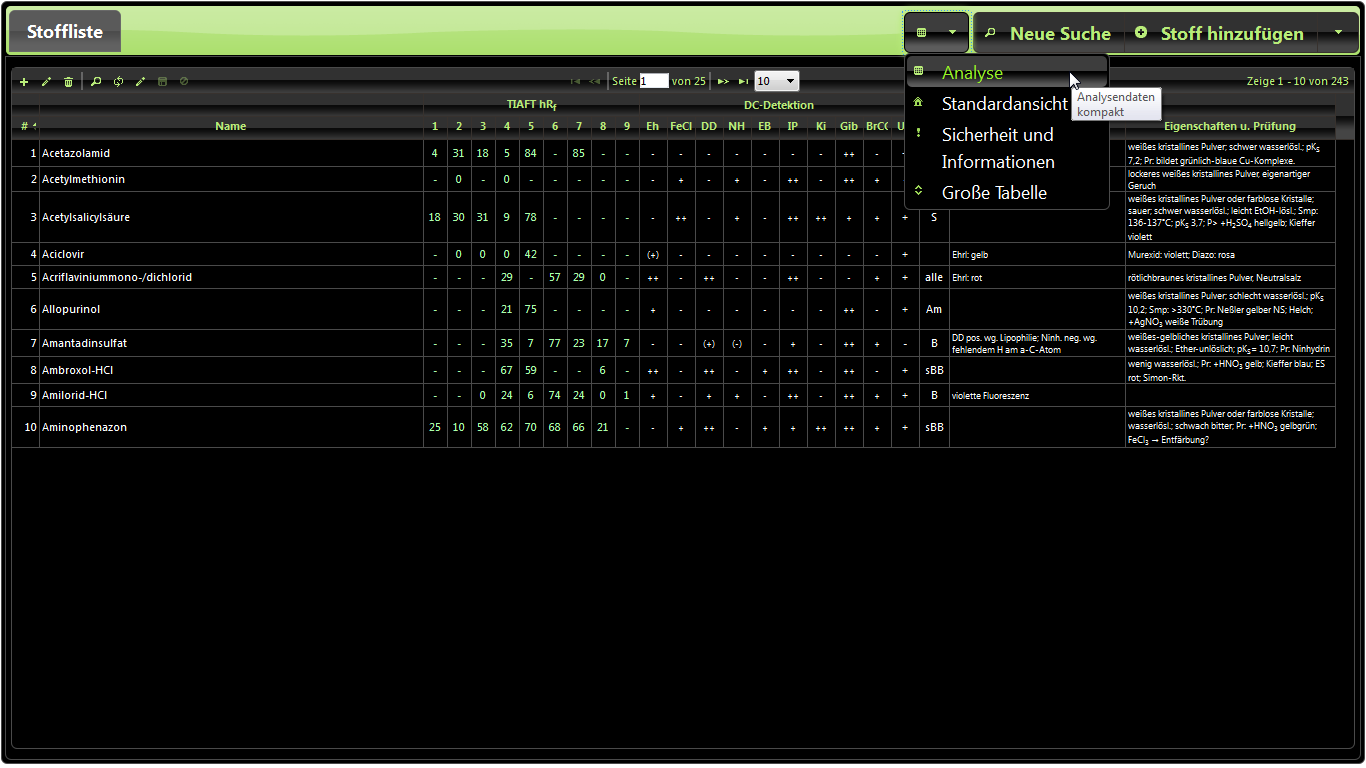 Stoffliste
Neue Suche
Stoff hinzufügen
Seite 1 von 25
10
Zeige 1 - 10 von 243
Analyse
Standardansicht
Sicherheit und
Informationen
Große Tabelle
Analysendaten
kompakt
TIAFT hRf
DC-Detektion
# Name 1 2 3 4 5 6 7 8 9 Eh FeCl DD NH EB IP Ki Gib BrC U Eigenschaften u. Prüfung
1 Acetazolamid 4 31 18 5 84 - 85 - - - - - - - - - ++ -
weißes kristallines Pulver; schwer wasserlösl.; pKS
7,2; Pr: bildet grünlich-blaue Cu-Komplexe.
2 Acetylmethionin - 0 - 0 - - - - - - + - + - ++ - ++ +
lockeres weißes kristallines Pulver, eigenartiger
Geruch
3 Acetylsalicylsäure 18 30 31 9 78 - - - - - ++ - + - ++ ++ + + + S
weißes kristallines Pulver oder farblose Kristalle;
sauer; schwer wasserlösl.; leicht EtOH-lösl.; Smp:
136-137°C; pKS 3,7; P> +H2SO4 hellgelb; Kieffer
violett
4 Aciclovir - 0 0 0 42 - - - - (+) - - - - - - - - + Ehrl: gelb Murexid: violett; Diazo: rosa
5 Acriflaviniummono-/dichlorid - - - 29 - 57 29 0 - ++ - ++ - - ++ - - + + alle Ehrl: rot rötlichbraunes kristallines Pulver, Neutralsalz
6 Allopurinol - - - 21 75 - - - - + - - - - - - ++ - + Am
weißes kristallines Pulver; schlecht wasserlösl.; pKS
10,2; Smp: >330°C; Pr: Neßler gelber NS; Helch;
+AgNO3 weiße Trübung
7 Amantadinsulfat - - - 35 7 77 23 17 7 - - (+) (-) - + - ++ + - B
DD pos. wg. Lipophilie; Ninh. neg. wg.
fehlendem H am a-C-Atom
weißes-gelbliches kristallines Pulver; leicht
wasserlösl.; Ether-unlöslich; pKS= 10,7; Pr: Ninhydrin
8 Ambroxol-HCl - - - 67 59 - - 6 - ++ - ++ - + ++ - ++ - + sBB
wenig wasserlösl.; Pr: +HNO3 gelb; Kieffer blau; ES
rot; Simon-Rkt.
9 Amilorid-HCl - - 0 24 6 74 24 0 1 + - + + - ++ - ++ + + B violette Fluoreszenz
10 Aminophenazon 25 10 58 62 70 68 66 21 - - + ++ - + + ++ ++ + + sBB
weißes kristallines Pulver oder farblose Kristalle;
wasserlösl.; schwach bitter; Pr: +HNO3 gelbgrün;
FeCl3 → Entfärbung?